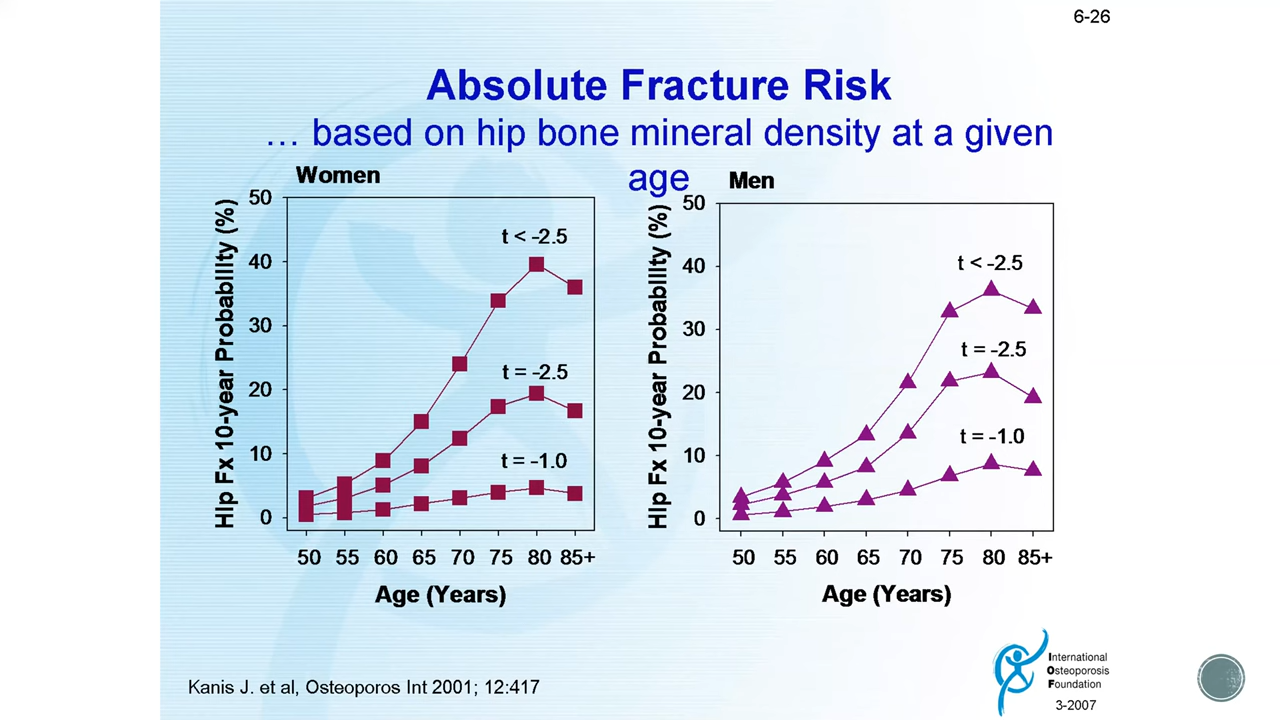 6-26
Absolute Fracture Risk
… based on hip bone mineral density at a given
age
Women
Hip Fx 10-year Probability (%)
50
40
30
20
10
0
t < -2.5
t = -2.5
t = -1.0
50 55 60 65 70 75 80 85+
Age (Years)
Men
Hip Fx 10-year Probability (%)
50
40
30
20
10
0
t < -2.5
t = -2.5
t = -1.0
50 55 60 65 70 75 80 85+
Age (Years)
Kanis J. et al, Osteoporos Int 2001; 12:417
International
Osteoporosis
Foundation
3-2007